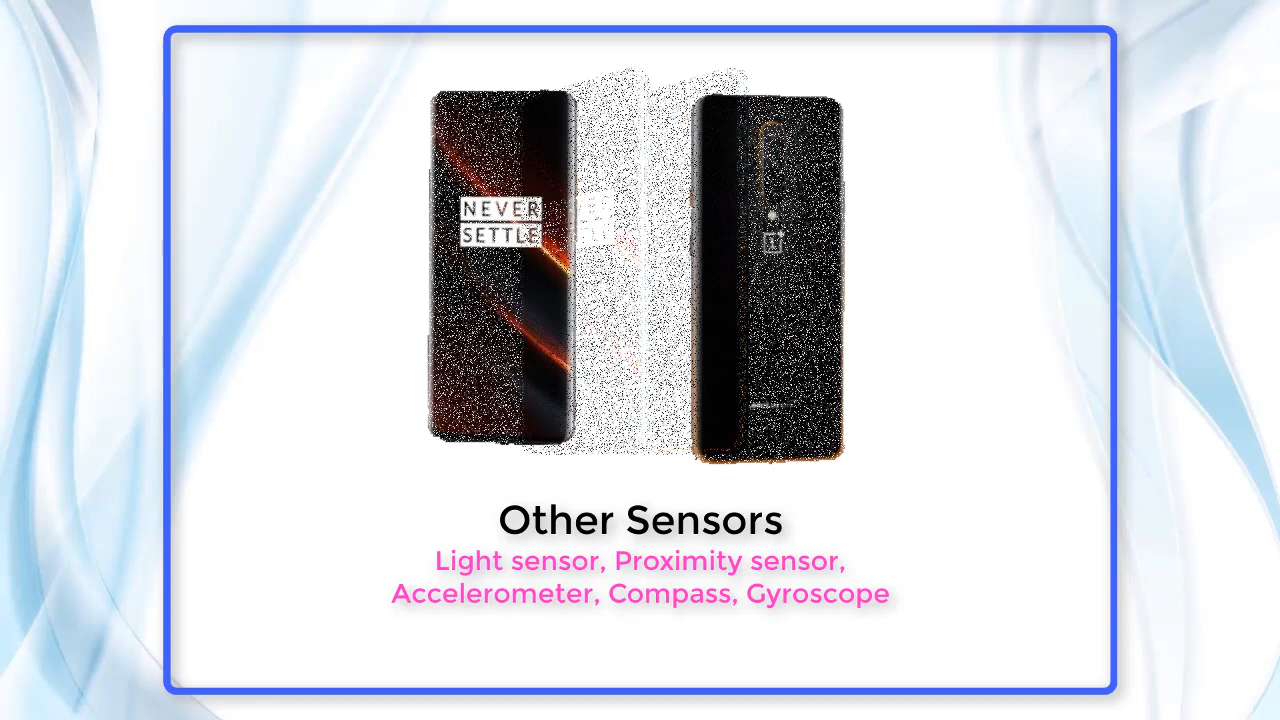 NEVER
SETTLE
Other Sensors
Light sensor, Proximity sensor,
Accelerometer, Compass, Gyroscope